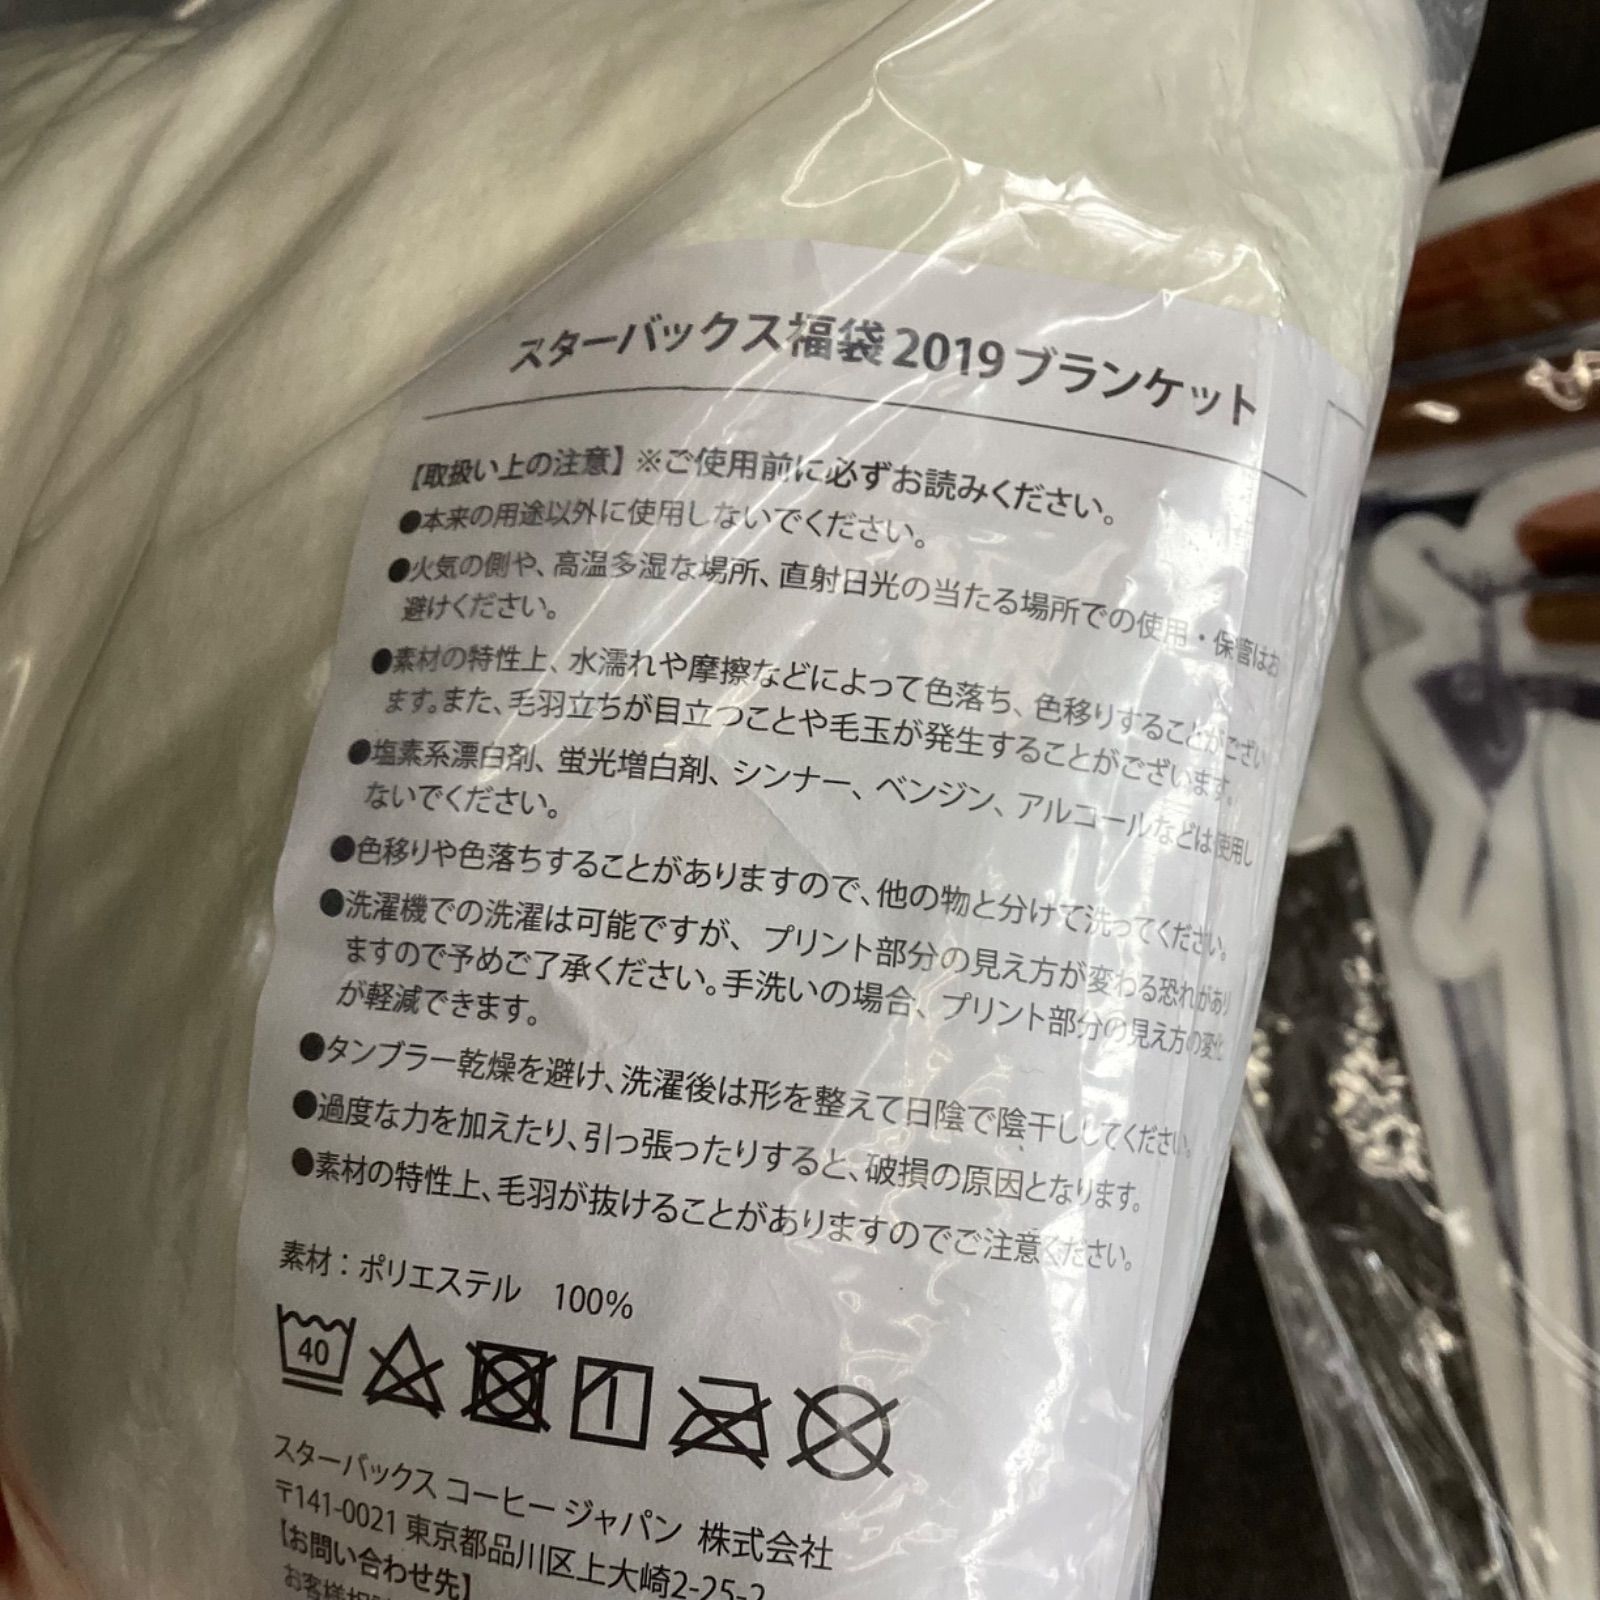 スターバックス福袋2019ブランケット
【取扱い上の注意】※ご使用前に必ずお読みください。
●本来の用途以外に使用しないでください。
●火気の側や、高温多湿な場所、直射日光の当たる場所での使用・保管はお
避けください。
●素材の特性上、水濡れや摩擦などによって色落ち、色移りすることがござい
ます。また、毛羽立ちが目立つことや毛玉が発生することがございます。
●塩素系漂白剤、蛍光増白剤、シンナー、ベンジン、アルコールなどは使用し
ないでください。
●色移りや色落ちすることがありますので、他の物と分けて洗ってください。
●洗濯機での洗濯は可能ですが、プリント部分の見え方が変わる恐れがあり
ますので予めご了承ください。手洗いの場合、プリント部分の見え方の変化
が軽減できます。
●タンブラー乾燥を避け、洗濯後は形を整えて日陰で陰干ししてください。
●過度な力を加えたり、引っ張ったりすると、破損の原因となります。
●素材の特性上、毛羽が抜けることがありますのでご注意ください。
素材：ポリエステル 100%
40
スターバックス コーヒー ジャパン 株式会社
〒141-0021 東京都品川区上大崎2-25-2
【お問い合わせ先】
お客様相